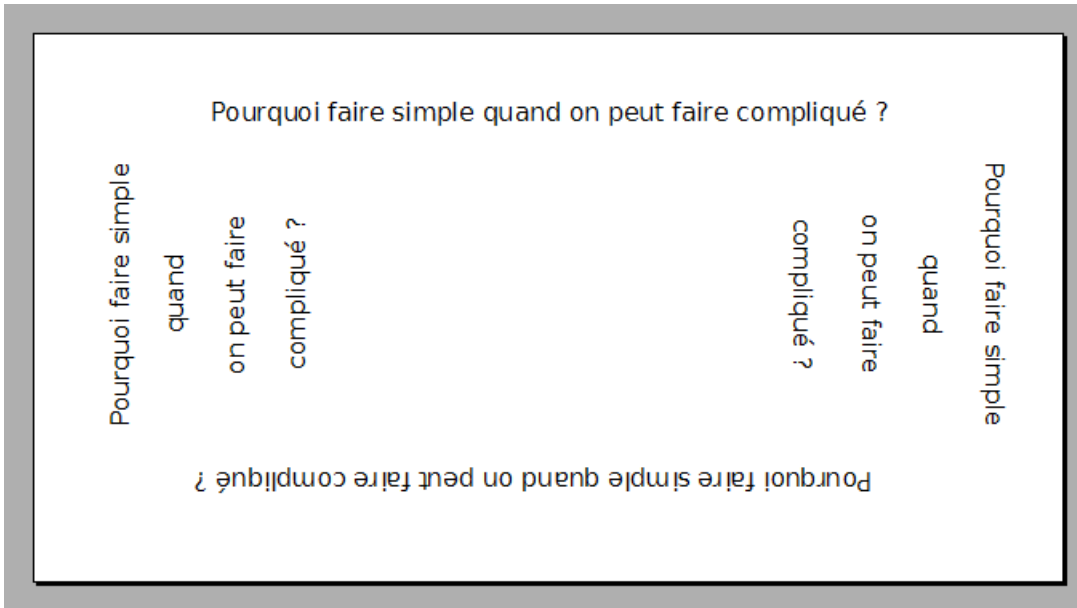 Pourquoi faire simple quand on peut faire compliqué ?
Pourquoi faire simple
quand
on peut faire
compliqué ?
Pourquoi faire simple
quand
on peut faire
compliqué ?
Pourquoi faire simple quand on peut faire compliqué ?